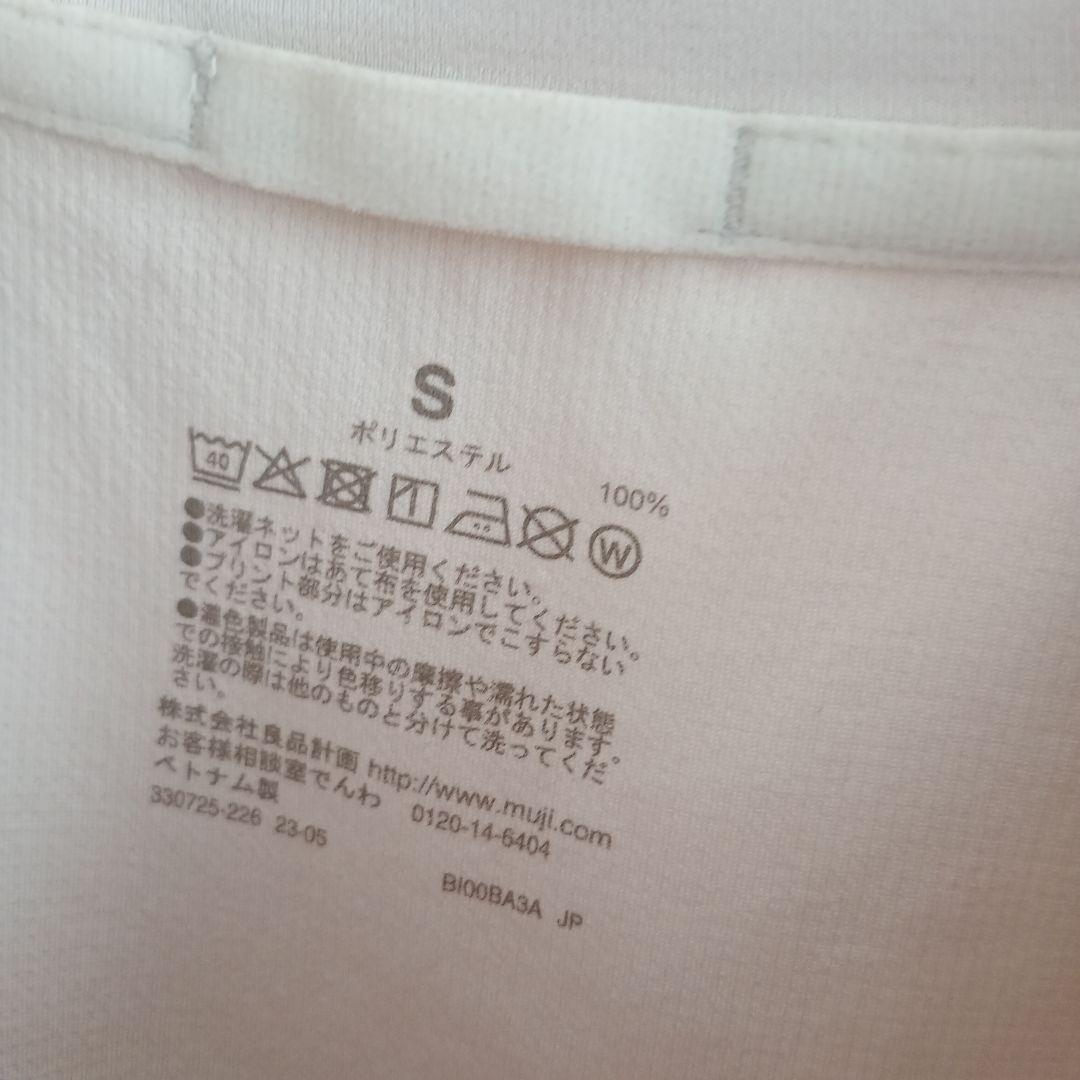 S
ポリエステル 100%
40
W
●洗濯ネットをご使用ください。
●アイロンはあて布を使用してください。
●プリント部分はアイロンでこすらない
でください。
●濃色製品は使用中の摩擦や濡れた状態
での接触により色移りする事があります。
洗濯の際は他のものと分けて洗ってくだ
さい。
株式会社良品計画 http://www.muji.com
お客様相談室でんわ 0120-14-6404
ベトナム製
330725-226 23-05
BI00BA3A JP